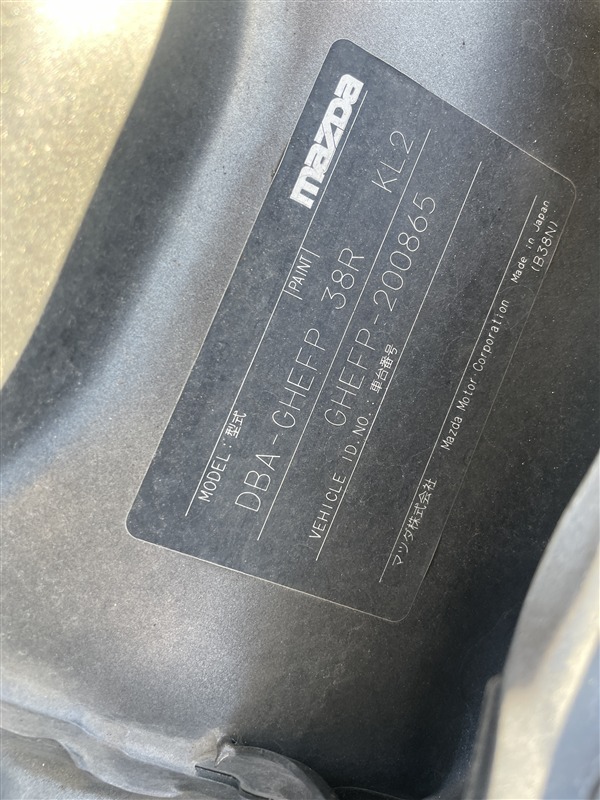 mazda
MODEL : 型式 [PAINT]
DBA-GHEFP 38R KL2
GHEFP-200865
VEHICLE ID.NO.: 車台番号
マツダ株式会社 Mazda Motor Corporation Made in Japan
(B38N)